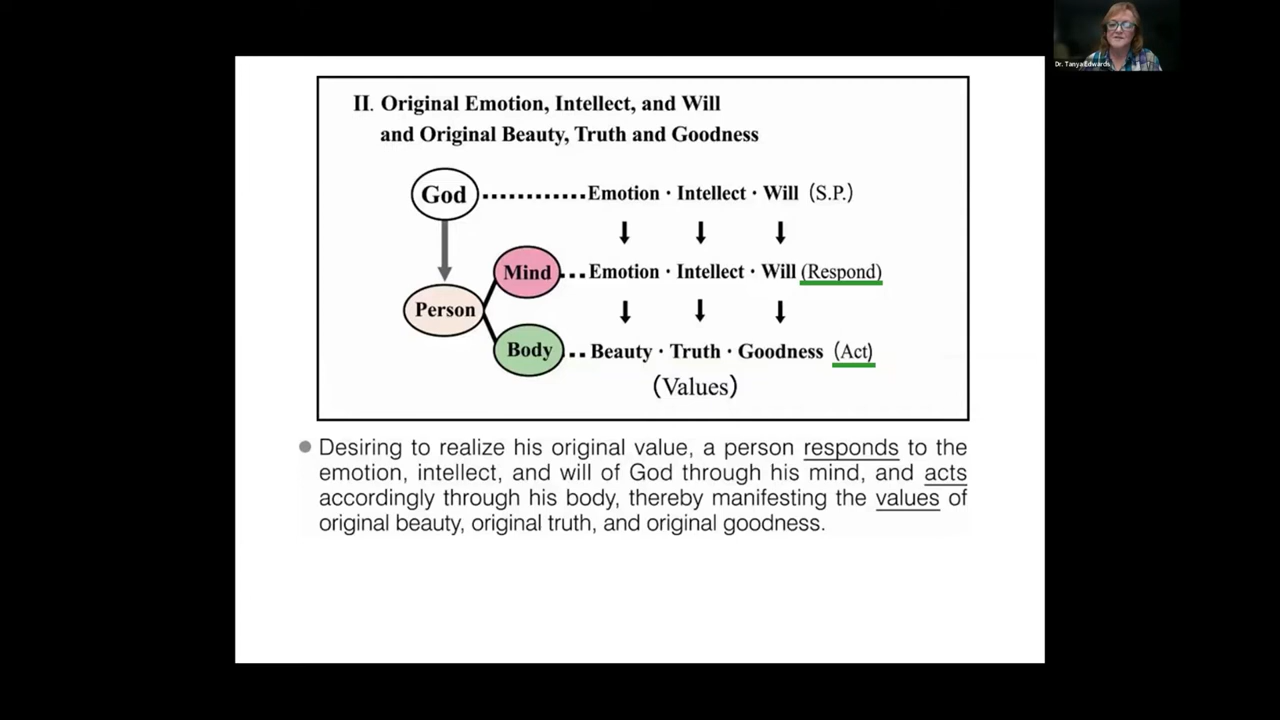 Dr. Tanya Edwards
II. Original Emotion, Intellect, and Will
and Original Beauty, Truth and Goodness
God
Emotion · Intellect · Will (S.P.)
Mind
Emotion · Intellect · Will (Respond)
Person
Body
Beauty · Truth · Goodness (Act)
(Values)
Desiring to realize his original value, a person responds to the
emotion, intellect, and will of God through his mind, and acts
accordingly through his body, thereby manifesting the values of
original beauty, original truth, and original goodness.